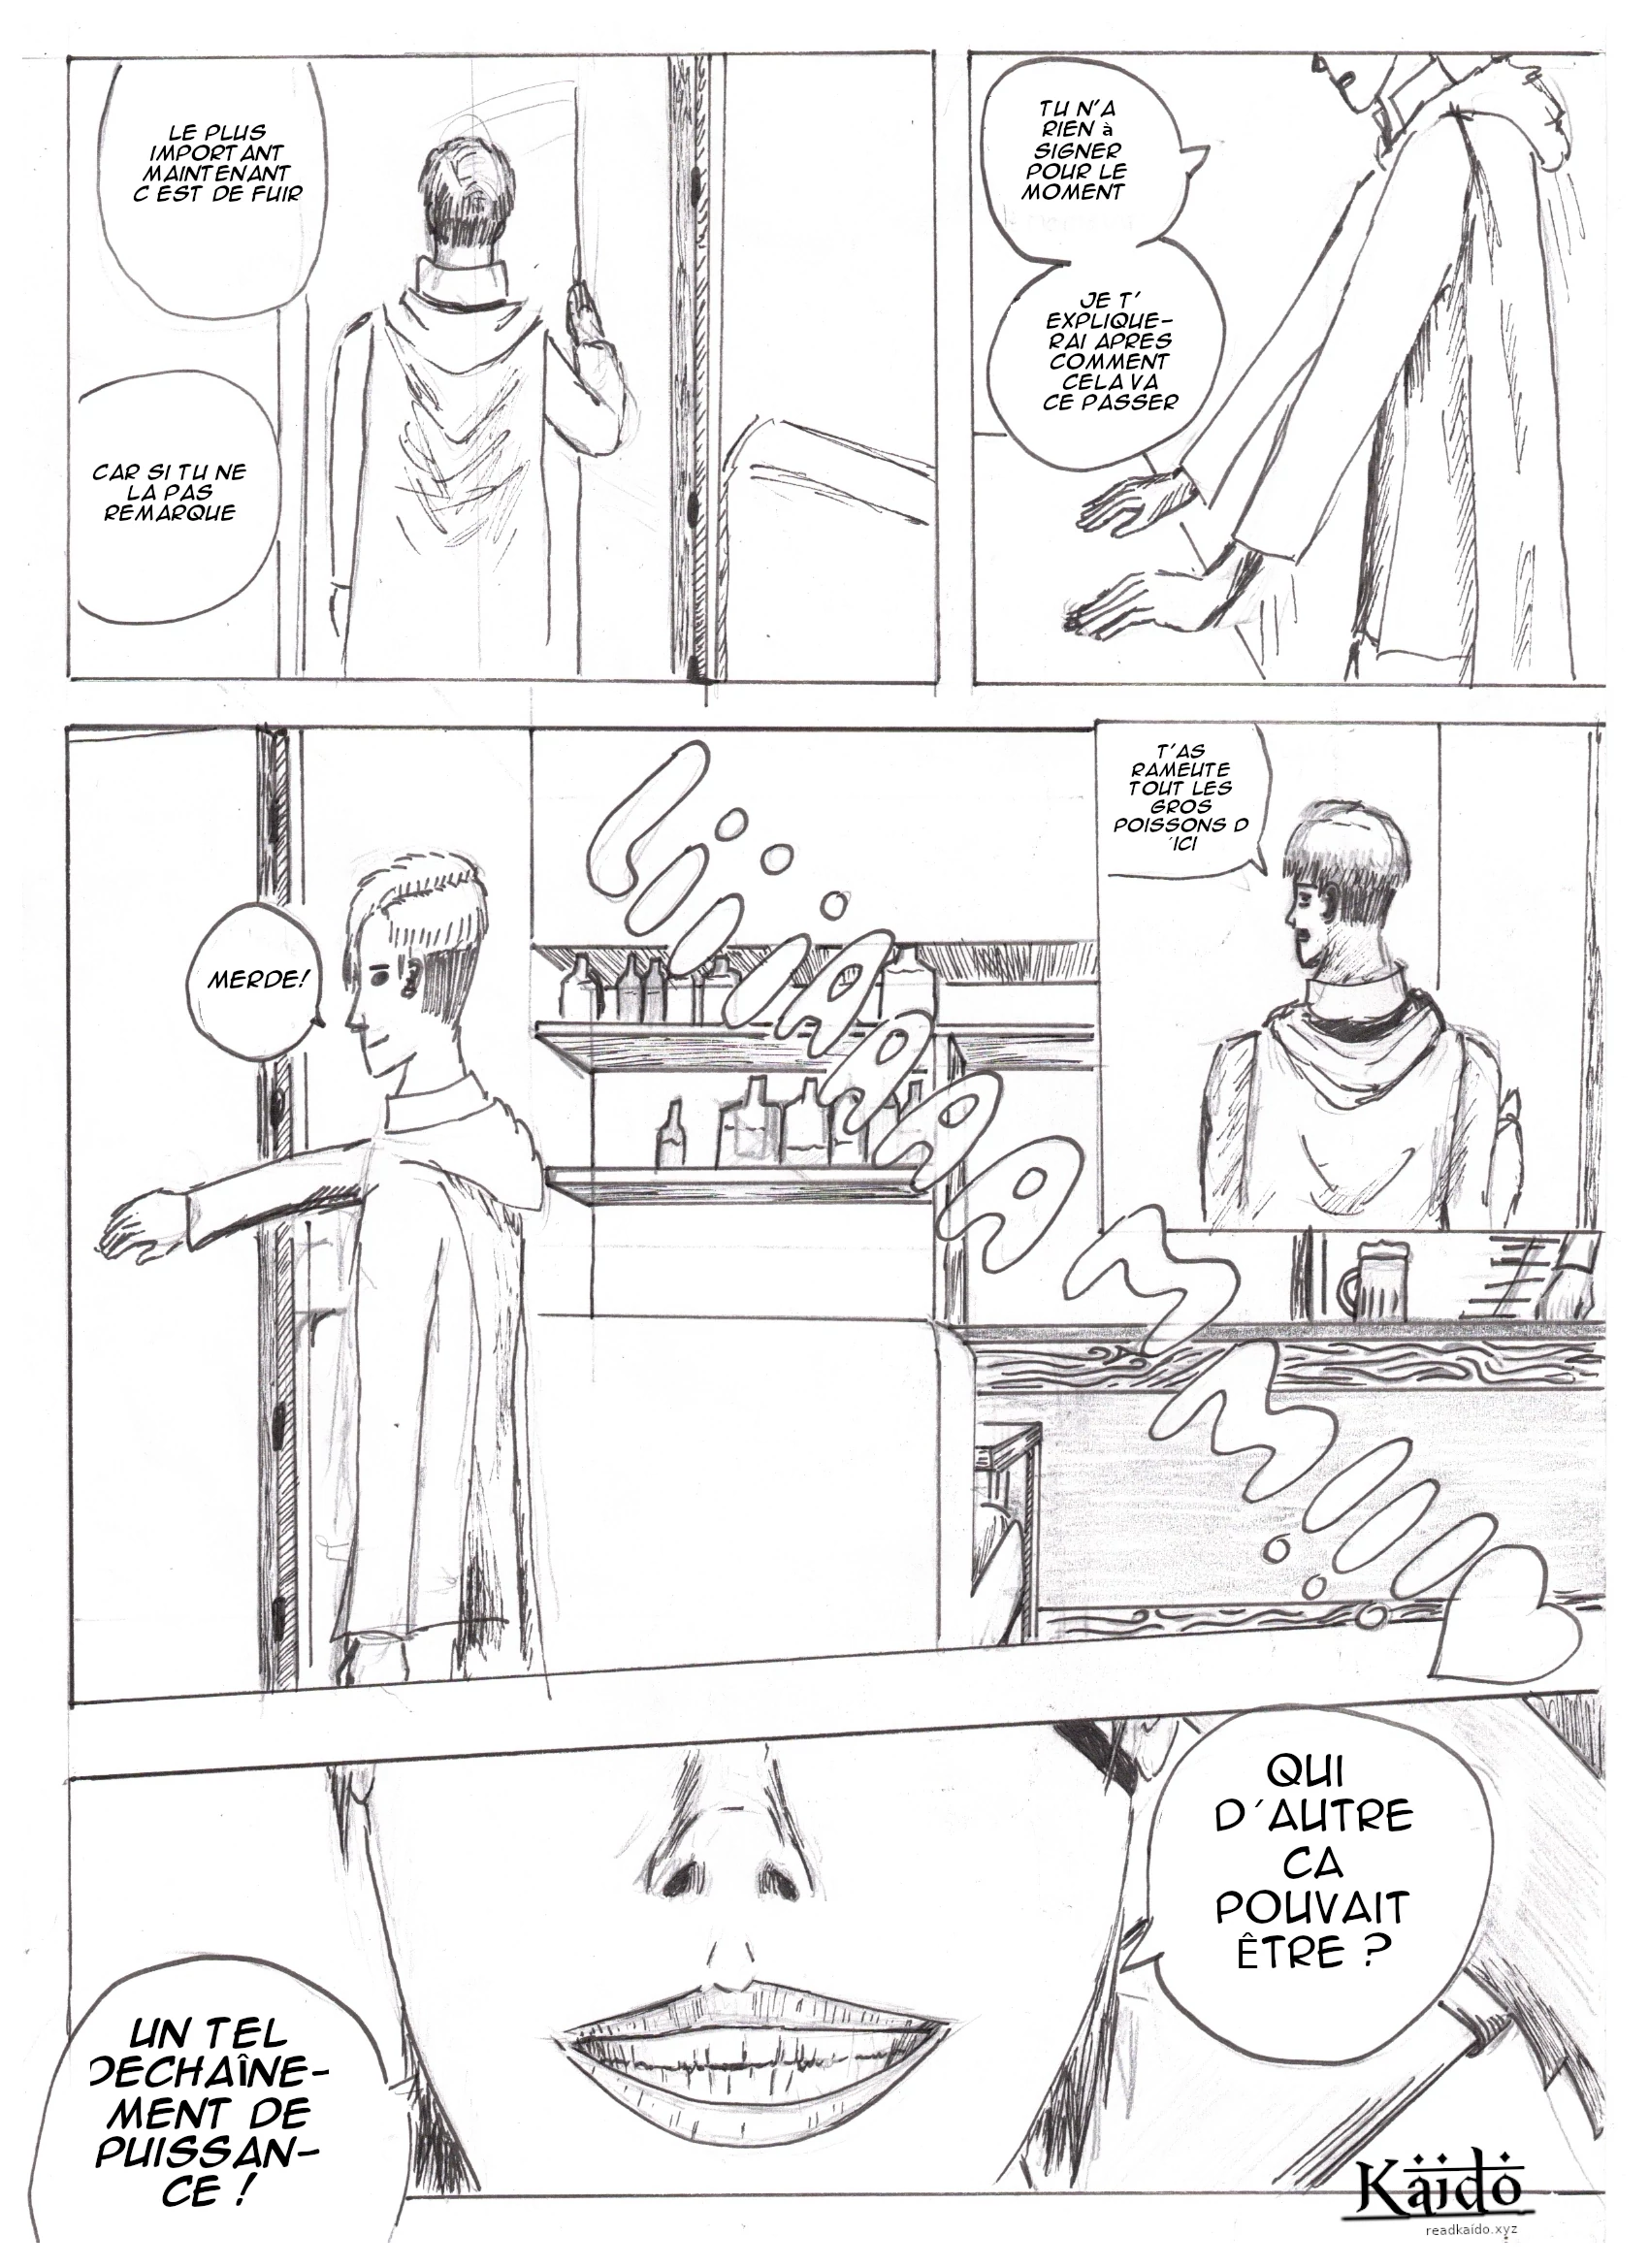 TU N'A
RIEN à
SIGNER
POUR LE
MOMENT
JE T'
EXPLIQUE-
RAI APRES
COMMENT
CELA VA
CE PASSER
LE PLUS
IMPORTANT
MAINTENANT
C EST DE FUIR
CAR SI TU NE
LA PAS
REMARQUE
T'AS
RAMEUTE
TOUT LES
GROS
POISSONS D
'ICI
MERDE!
QUI
D'AUTRE
CA
POUVAIT
ÊTRE ?
UN TEL
DECHAÎNE-
MENT DE
PUISSAN-
CE !
Kaido
readkaido.xyz